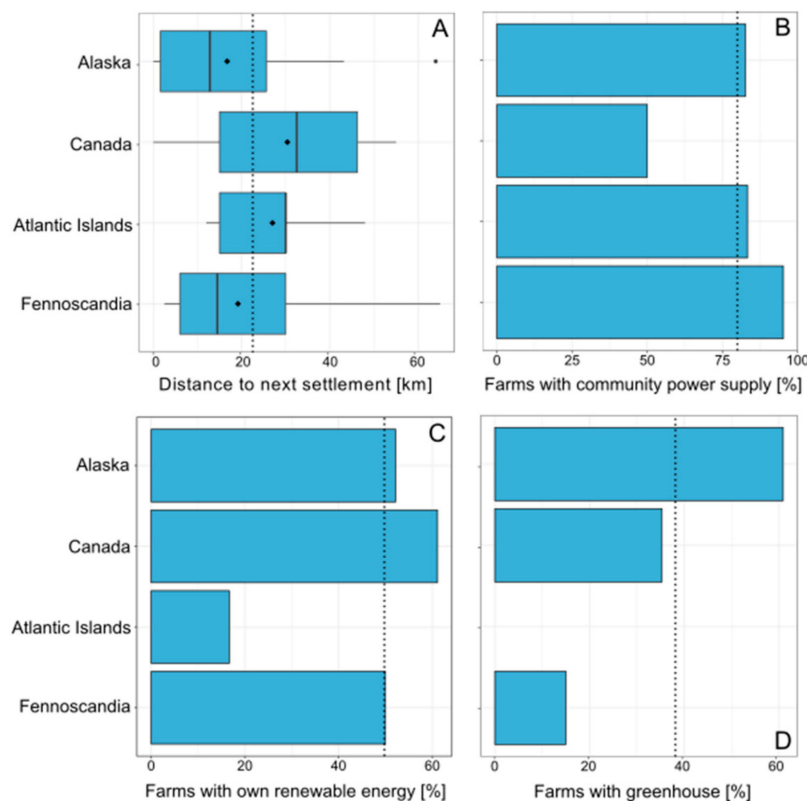 A
Alaska
Canada
Atlantic Islands
Fennoscandia
0 20 40 60
Distance to next settlement [km]
B
0 25 50 75 100
Farms with community power supply [%]
C
Alaska
Canada
Atlantic Islands
Fennoscandia
0 20 40 60
Farms with own renewable energy [%]
D
0 20 40 60
Farms with greenhouse [%]